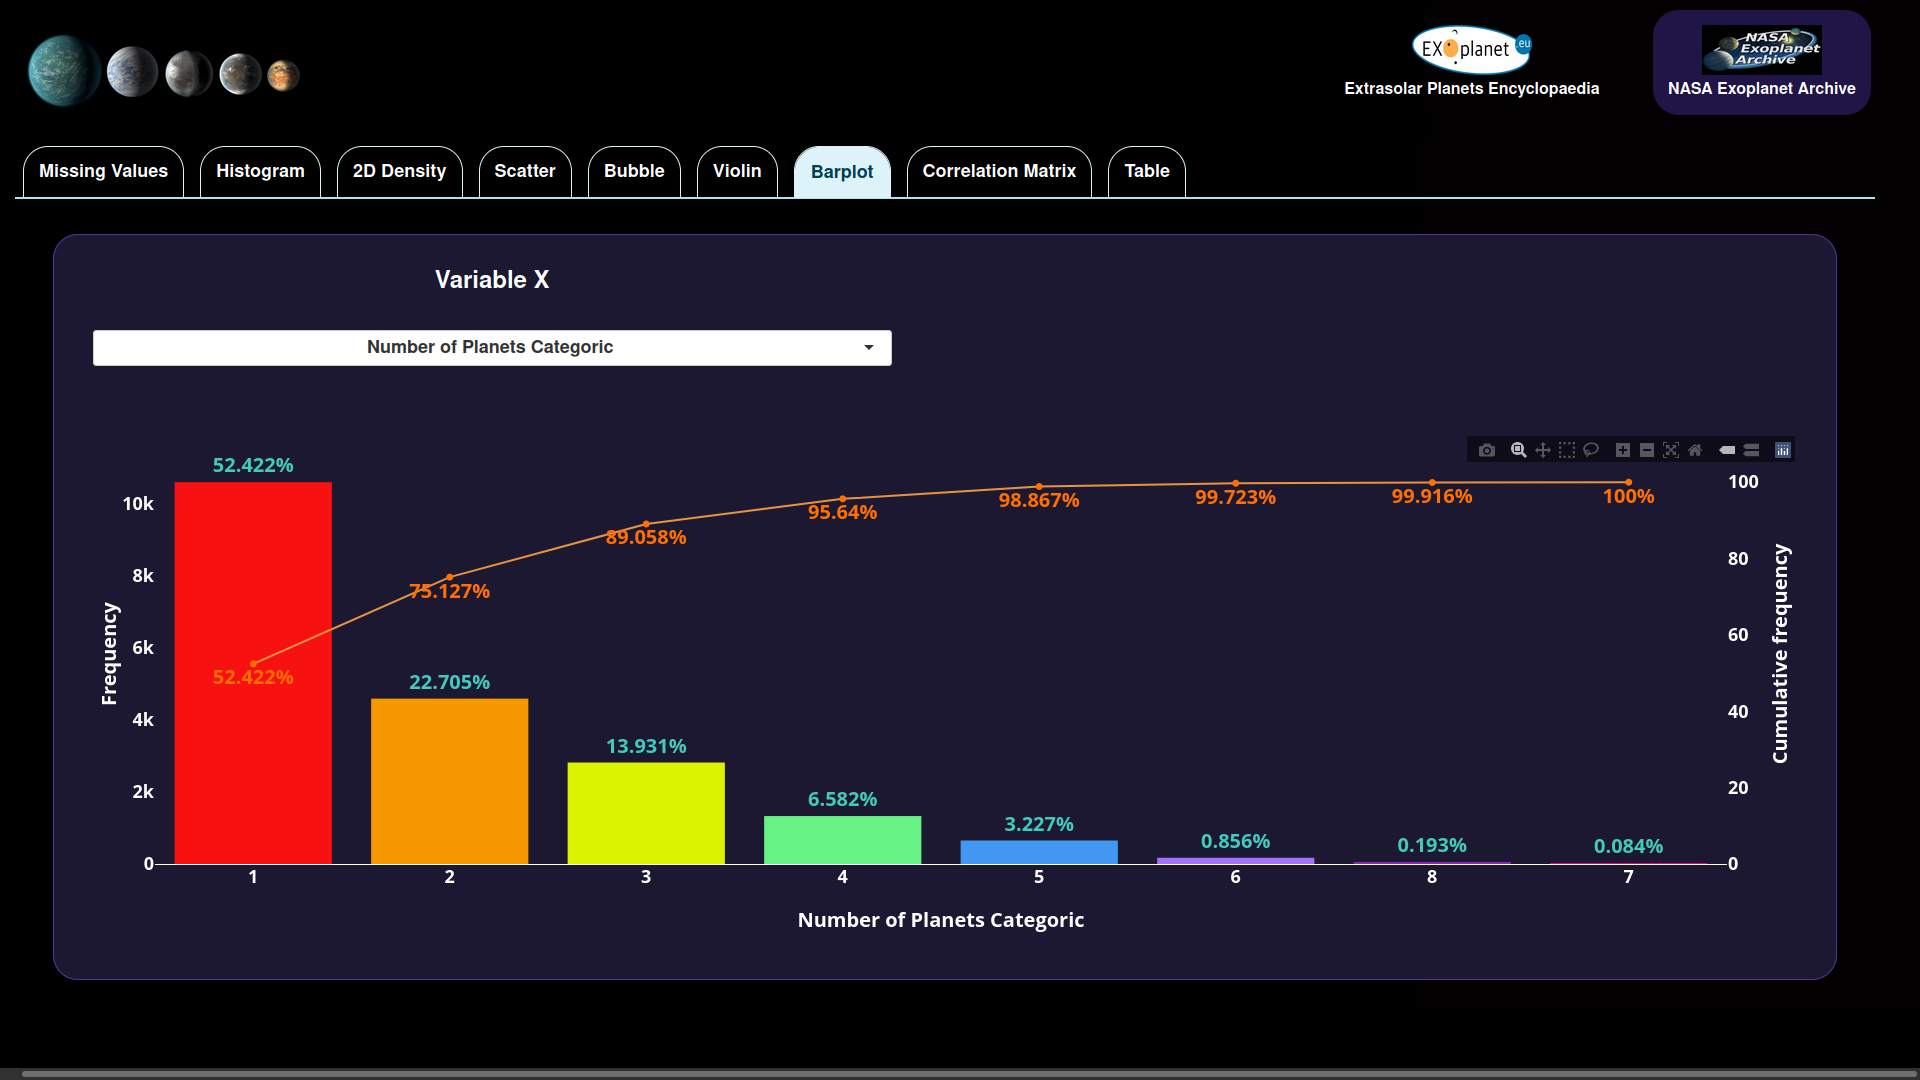 EXoplanet .eu
Extrasolar Planets Encyclopaedia
NASA
Exoplanet
Archive
NASA Exoplanet Archive
Missing Values
Histogram
2D Density
Scatter
Bubble
Violin
Barplot
Correlation Matrix
Table
Variable X
Number of Planets Categoric
52.422%
22.705%
13.931%
6.582%
3.227%
0.856%
0.193%
0.084%
52.422%
75.127%
89.058%
95.64%
98.867%
99.723%
99.916%
100%
Frequency
10k
8k
6k
4k
2k
0
Cumulative frequency
100
80
60
40
20
0
1
2
3
4
5
6
8
7
Number of Planets Categoric